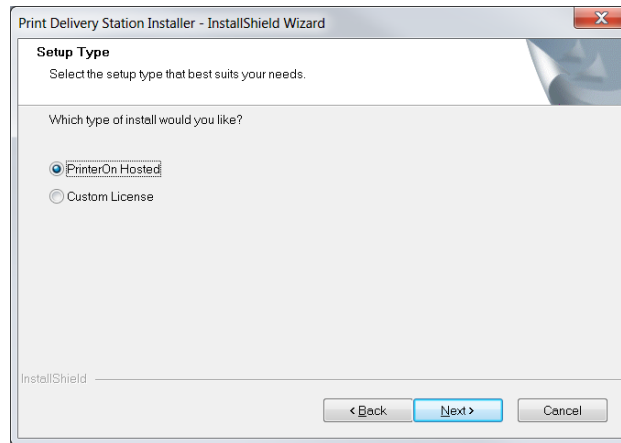 Print Delivery Station Installer - InstallShield Wizard
Setup Type
Select the setup type that best suits your needs.
Which type of install would you like?
PrinterOn Hosted
Custom License
InstallShield
< Back
Next >
Cancel